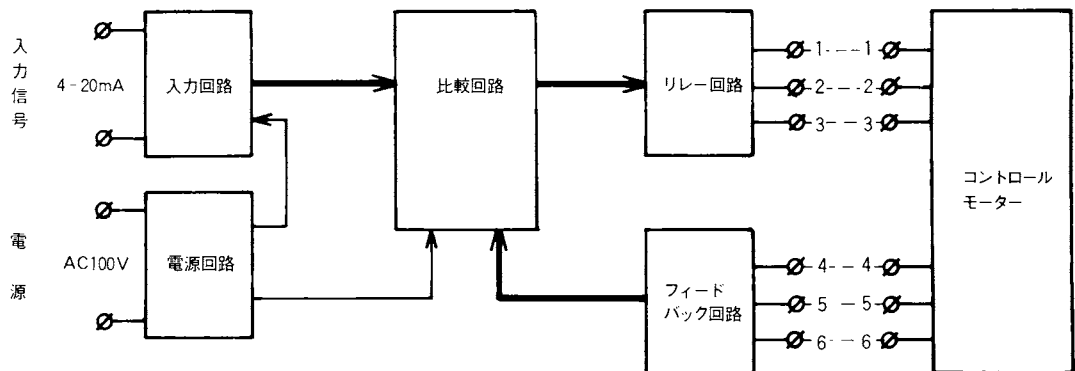 入力信号
4-20mA
入力回路
比較回路
リレー回路
1---1
2---2
3---3
コントロール
モーター
電源
AC100V
電源回路
フィード
バック回路
4---4
5--5
6--6